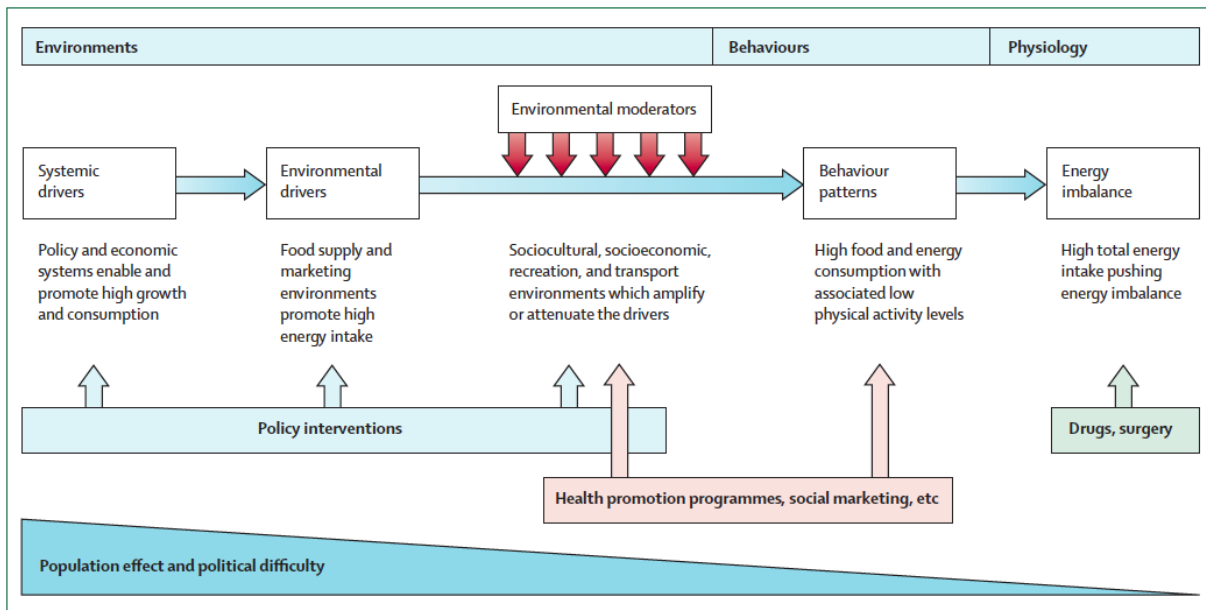 Environments
Behaviours
Physiology
Environmental moderators
Systemic
drivers
Environmental
drivers
Behaviour
patterns
Energy
imbalance
Policy and economic
systems enable and
promote high growth
and consumption
Food supply and
marketing
environments
promote high
energy intake
Sociocultural, socioeconomic,
recreation, and transport
environments which amplify
or attenuate the drivers
High food and energy
consumption with
associated low
physical activity levels
High total energy
intake pushing
energy imbalance
Policy interventions
Drugs, surgery
Health promotion programmes, social marketing, etc
Population effect and political difficulty